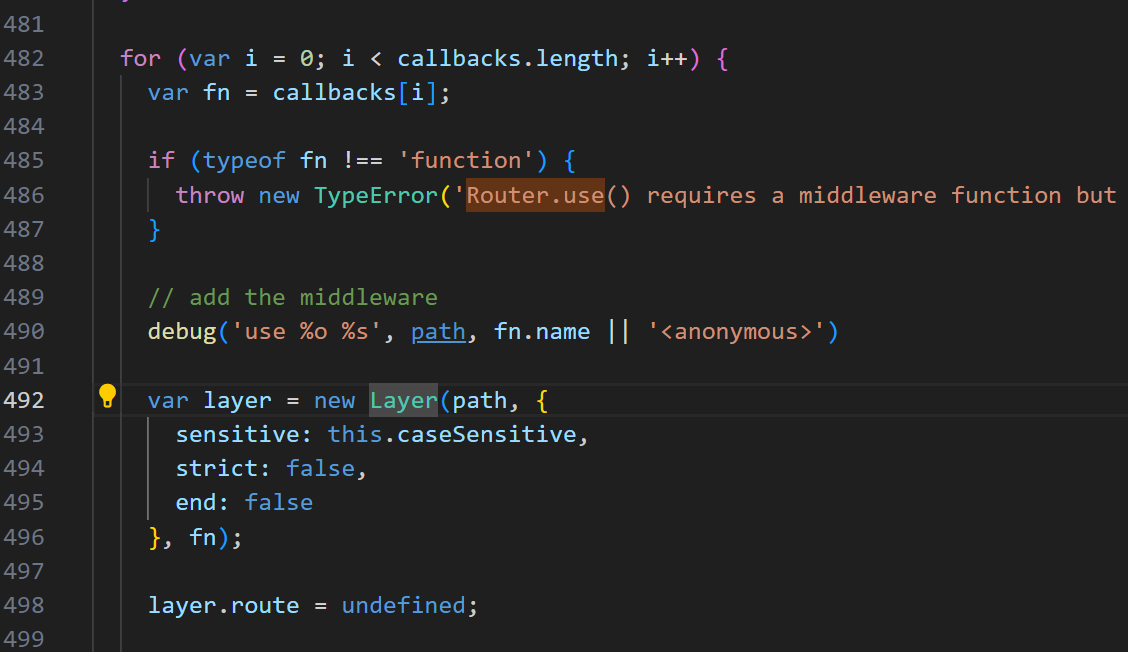 481
482 for (var i = 0; i < callbacks.length; i++) {
483 var fn = callbacks[i];
484
485 if (typeof fn !== 'function') {
486 throw new TypeError('Router.use() requires a middleware function but
487 }
488
489 // add the middleware
490 debug('use %o %s', path, fn.name || '<anonymous>')
491
492 var layer = new Layer(path, {
493 sensitive: this.caseSensitive,
494 strict: false,
495 end: false
496 }, fn);
497
498 layer.route = undefined;
499